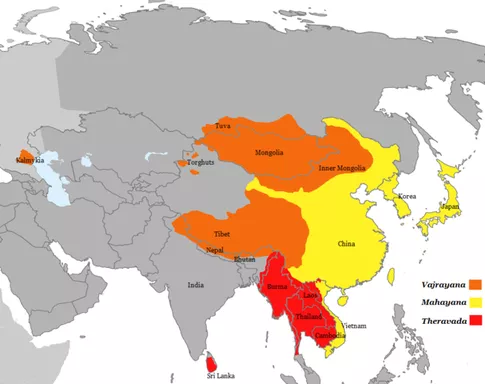 Tuva
Kalmykia
Torghuts
Mongolia
Inner Mongolia
Korea
Japan
Tibet
China
Nepal
Bhutan
India
Burma
Laos
Thailand
Vietnam
Cambodia
Sri Lanka
Vajrayana
Mahayana
Theravada